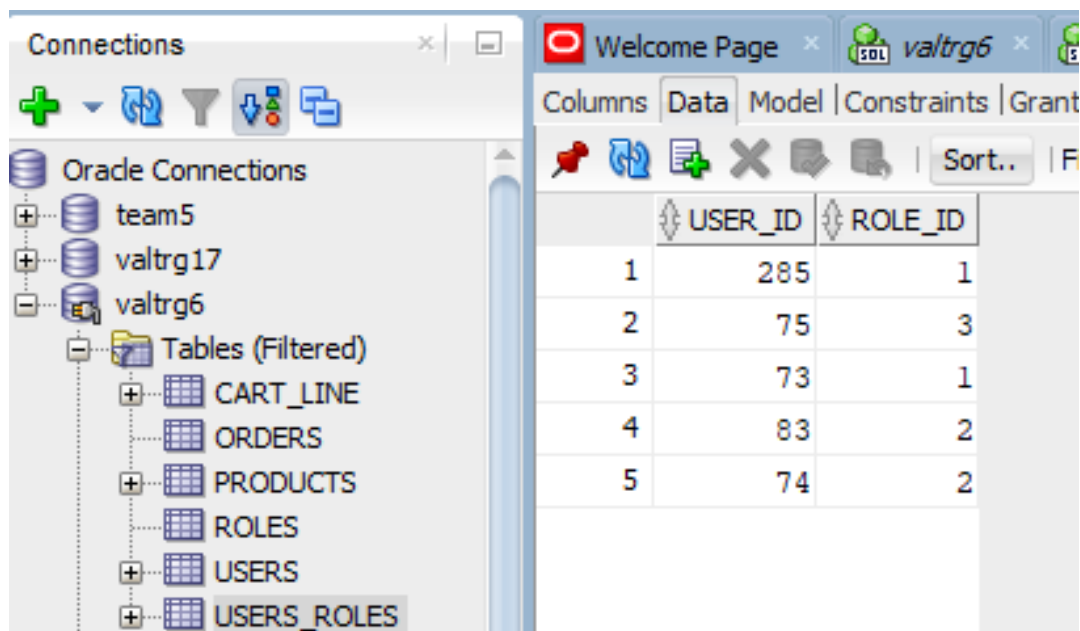 Connections
Oracle Connections
team5
valtrg17
valtrg6
Tables (Filtered)
CART_LINE
ORDERS
PRODUCTS
ROLES
USERS
USERS_ROLES
Welcome Page valtrg6
Columns Data Model Constraints Grant
Sort..
USER_ID ROLE_ID
1 285 1
2 75 3
3 73 1
4 83 2
5 74 2